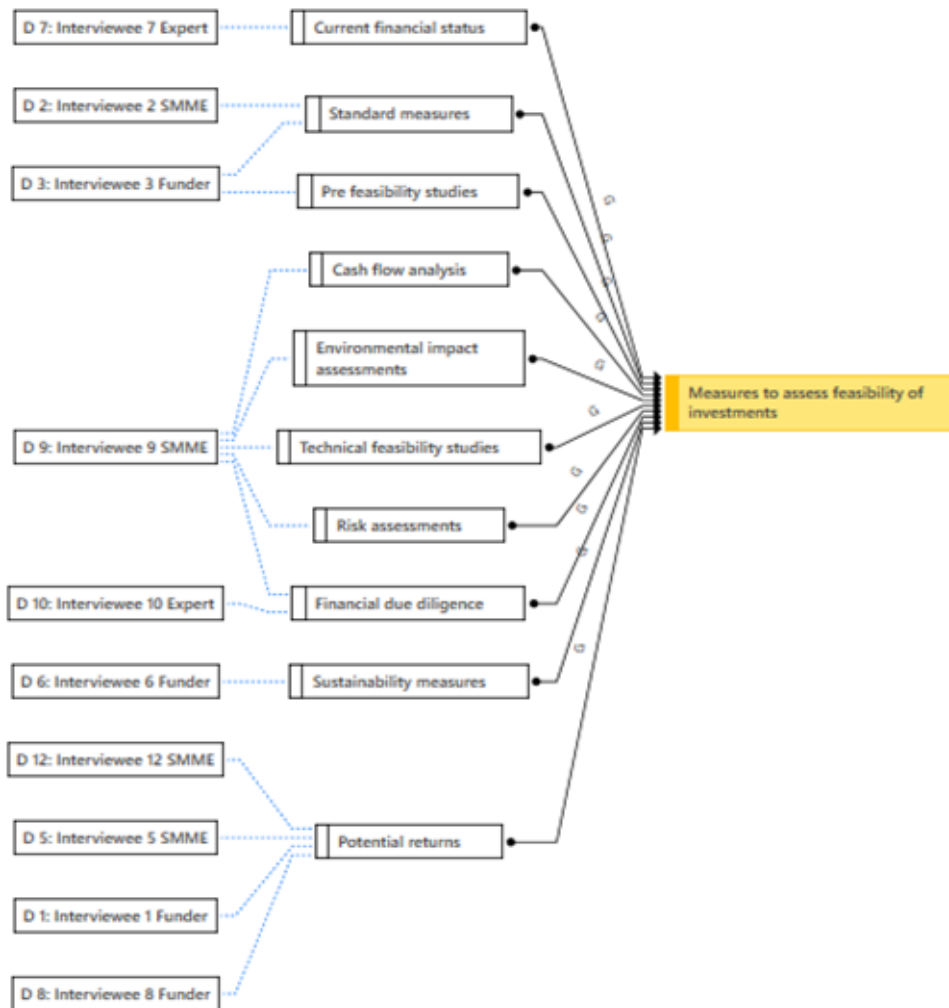 D 7: Interviewee 7 Expert
Current financial status
D 2: Interviewee 2 SMME
Standard measures
D 3: Interviewee 3 Funder
Pre feasibility studies
G
G
G
Cash flow analysis
G
Environmental impact
assessments
G
Measures to assess feasibility of
investments
G
D 9: Interviewee 9 SMME
Technical feasibility studies
G
Risk assessments
G
G
D 10: Interviewee 10 Expert
Financial due diligence
G
D 6: Interviewee 6 Funder
Sustainability measures
D 12: Interviewee 12 SMME
D 5: Interviewee 5 SMME
Potential returns
D 1: Interviewee 1 Funder
D 8: Interviewee 8 Funder